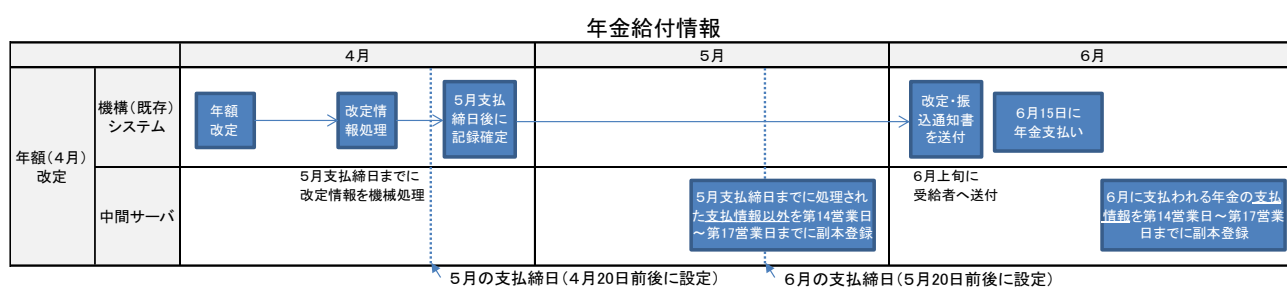 年金給付情報
4月
5月
6月
年額(4月)
改定
機構(既存)
システム
年額
改定
改定情
報処理
5月支払
締日後に
記録確定
改定・振
込通知書
を送付
6月15日に
年金支払い
5月支払締日までに
改定情報を機械処理
6月上旬に
受給者へ送付
中間サーバ
5月支払締日までに処理され
た支払情報以外を第14営業日
~第17営業日までに副本登録
6月に支払われる年金の支払
情報を第14営業日~第17営業
日までに副本登録
5月の支払締日(4月20日前後に設定)
6月の支払締日(5月20日前後に設定)